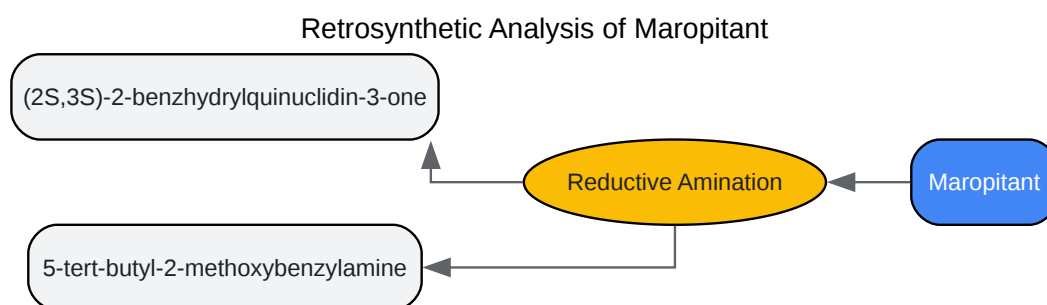 Retrosynthetic Analysis of Maropitant
(2S,3S)-2-benzhydrylquinuclidin-3-one
Reductive Amination
Maropitant
5-tert-butyl-2-methoxybenzylamine